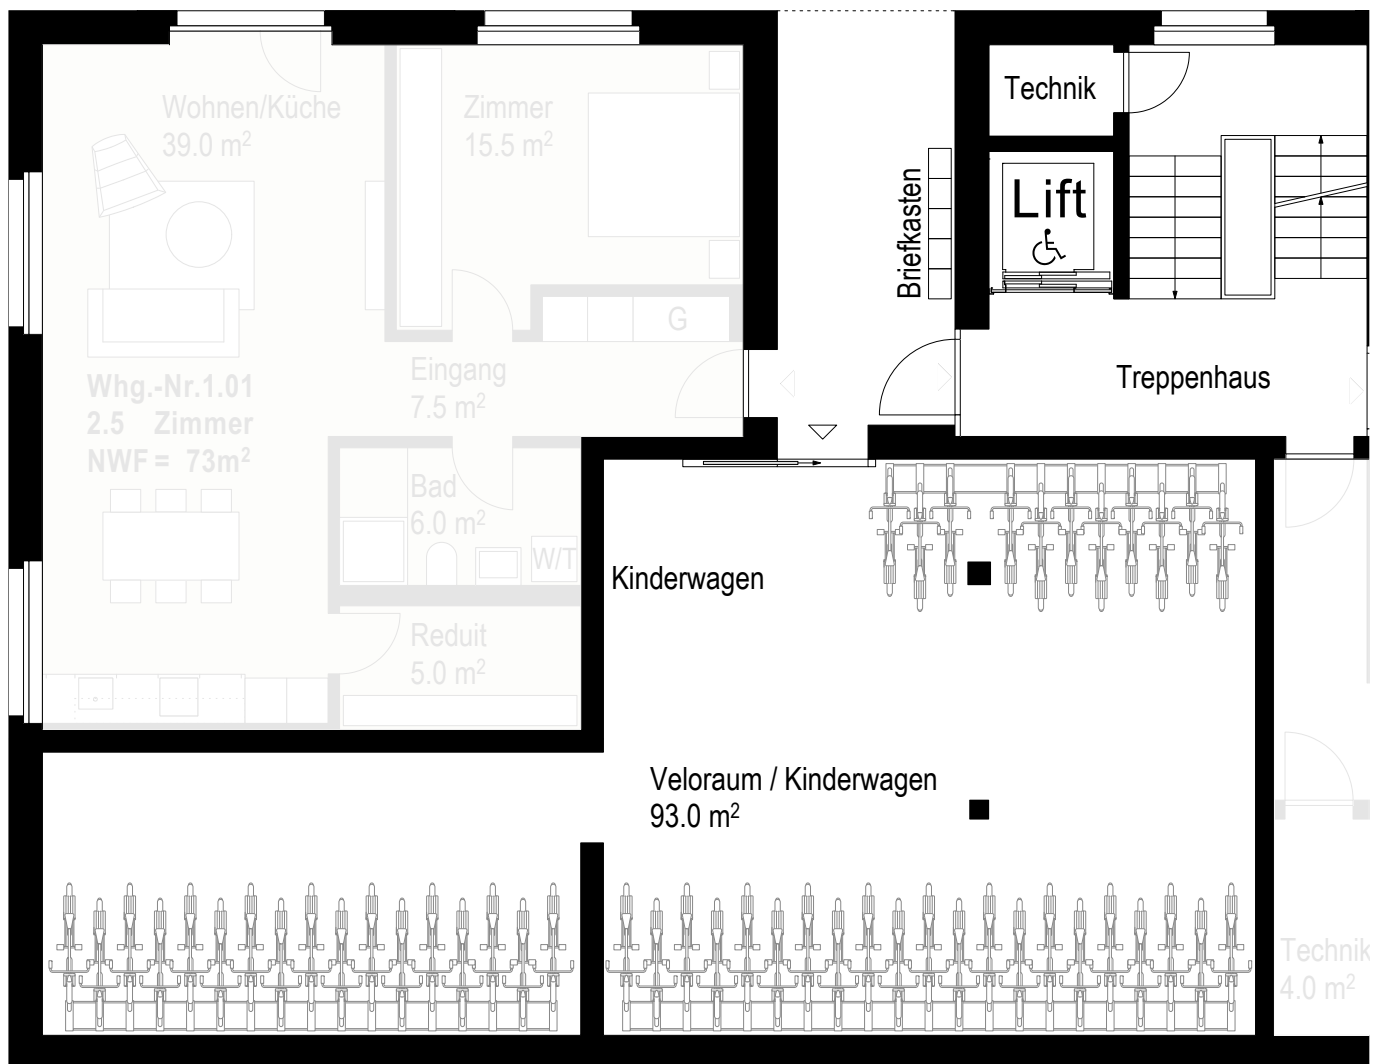 Wohnen/Küche
39.0 m²
Zimmer
15.5 m²
Technik
Lift
Briefkasten
G
Eingang
7.5 m²
Treppenhaus
Whg.-Nr.1.01
2.5 Zimmer
NWF = 73m²
Bad
6.0 m²
W/T
Kinderwagen
Reduit
5.0 m²
Veloraum / Kinderwagen
93.0 m²
Technik
4.0 m²